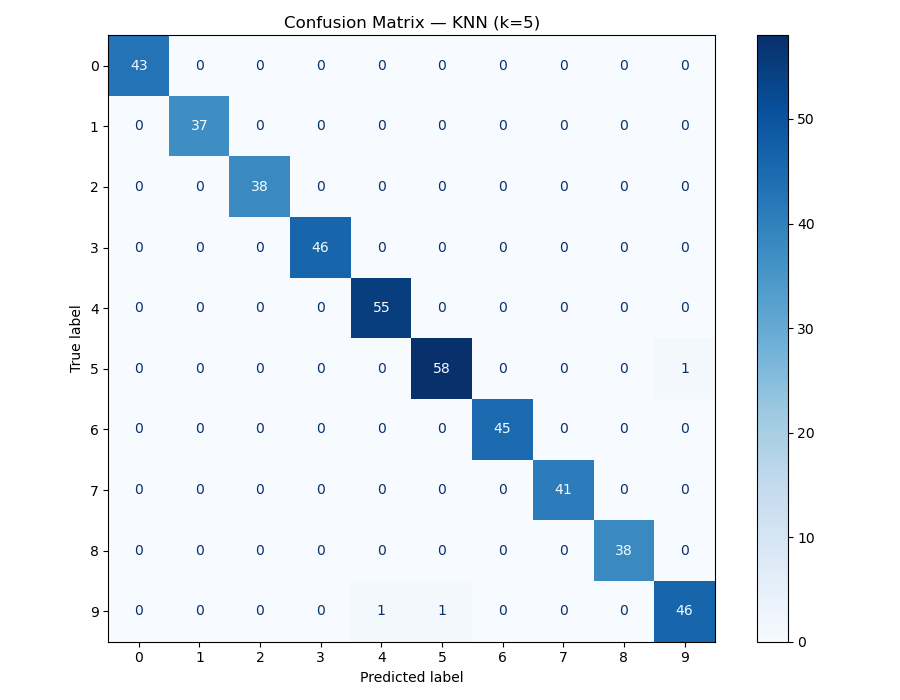 Confusion Matrix — KNN (k=5)
0 43 0 0 0 0 0 0 0 0 0
1 0 37 0 0 0 0 0 0 0 0
2 0 0 38 0 0 0 0 0 0 0
3 0 0 0 46 0 0 0 0 0 0
4 0 0 0 0 55 0 0 0 0 0
5 0 0 0 0 0 58 0 0 0 1
6 0 0 0 0 0 0 45 0 0 0
7 0 0 0 0 0 0 0 41 0 0
8 0 0 0 0 0 0 0 0 38 0
9 0 0 0 0 1 1 0 0 0 46
0 1 2 3 4 5 6 7 8 9
Predicted label
True label
50
40
30
20
10
0